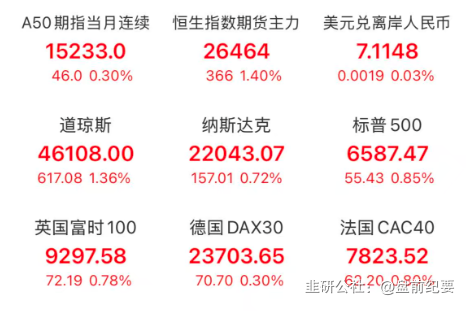 A50期指当月连续 恒生指数期货主力 美元兑离岸人民币
15233.0 26464 7.1148
46.0 0.30% 366 1.40% 0.0019 0.03%
道琼斯 纳斯达克 标普500
46108.00 22043.07 6587.47
617.08 1.36% 157.01 0.72% 55.43 0.85%
英国富时100 德国DAX30 法国CAC40
9297.58 23703.65 7823.52
72.19 0.78% 70.70 0.30% 62.20 0.80%
韭研公社：@盘前纪要